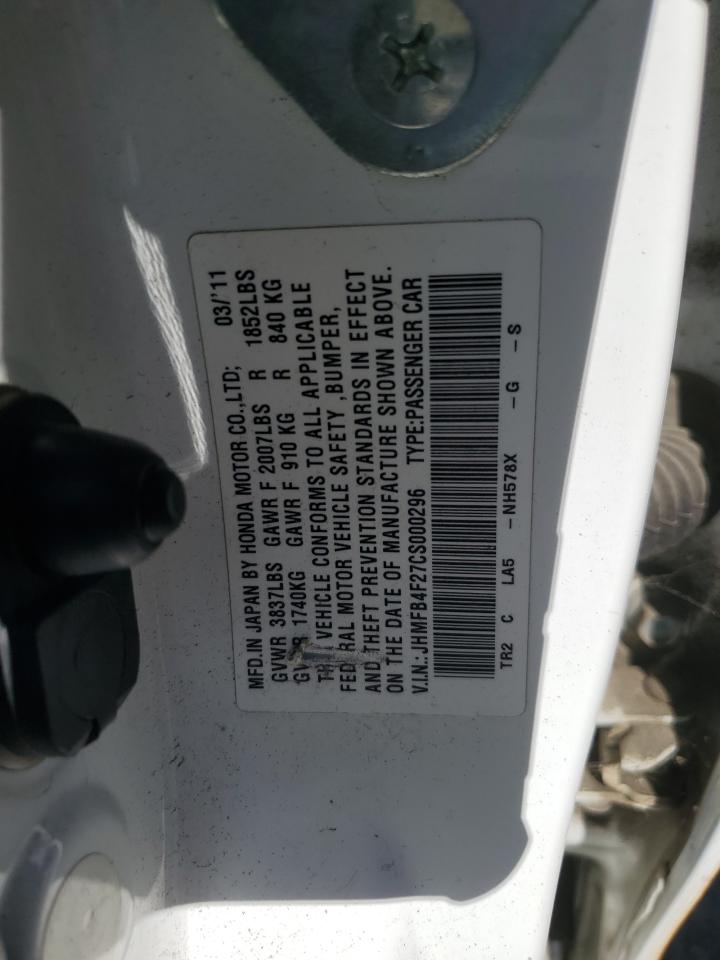 MFD.IN JAPAN BY HONDA MOTOR CO.,LTD; 03/'11
GVWR 3837LBS GAWR F 2007LBS R 1852LBS
1740KG GAWR F 910 KG R 840 KG
VEHICLE CONFORMS TO ALL APPLICABLE
FEDERAL MOTOR VEHICLE SAFETY ,BUMPER,
AND THEFT PREVENTION STANDARDS IN EFFECT
ON THE DATE OF MANUFACTURE SHOWN ABOVE.
V.I.N.: JHMFB4F27CS000296 TYPE:PASSENGER CAR
TR2 C LA5 -NH578X -G -S